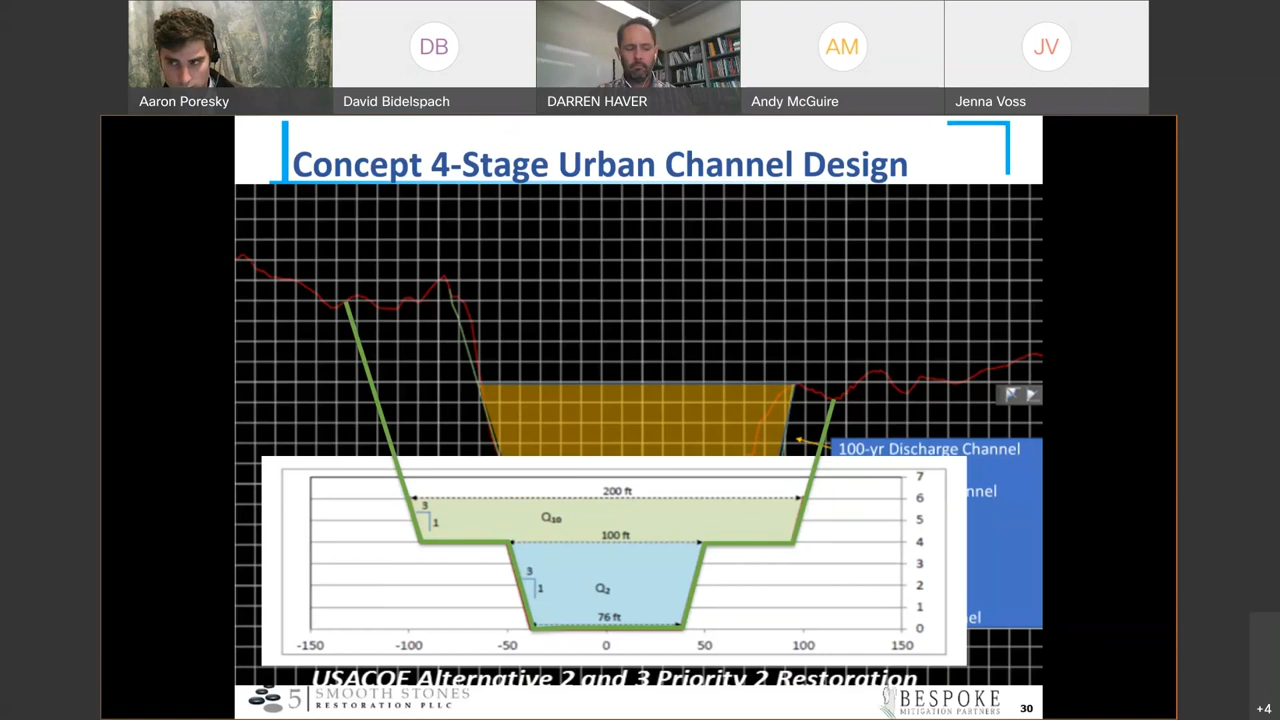 DB
AM
JV
Aaron Poresky
David Bidelspach
DARREN HAVER
Andy McGuire
Jenna Voss
Concept 4-Stage Urban Channel Design
100-yr Discharge Channel
nnel
el
7
6
5
4
3
2
1
0
200 ft
3
1
Q₁₀
100 ft
3
1
Q₂
76 ft
-150
-100
-50
0
50
100
150
USACOE Alternative 2 and 3 Priority 2 Restoration
5 SMOOTH STONES
RESTORATION PLLC
BESPOKE
MITIGATION PARTNERS
30
+4